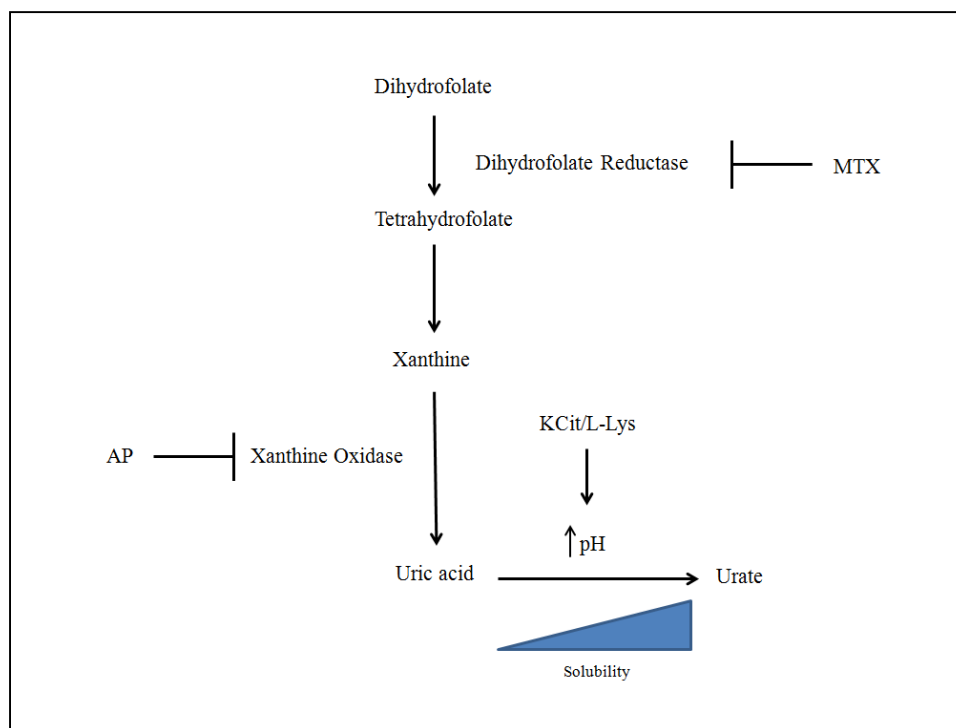 Dihydrofolate
Dihydrofolate Reductase
MTX
Tetrahydrofolate
Xanthine
KCit/L-Lys
AP
Xanthine Oxidase
pH
Uric acid
Urate
Solubility